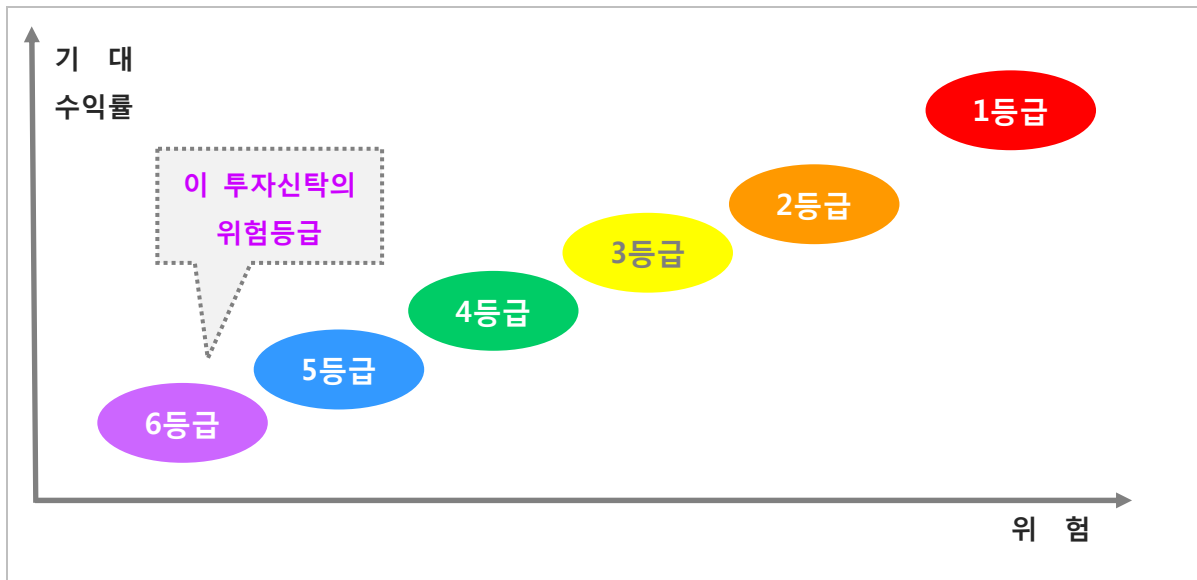 기 대
수익률
1등급
이 투자신탁의
위험등급
2등급
3등급
4등급
5등급
6등급
위 험